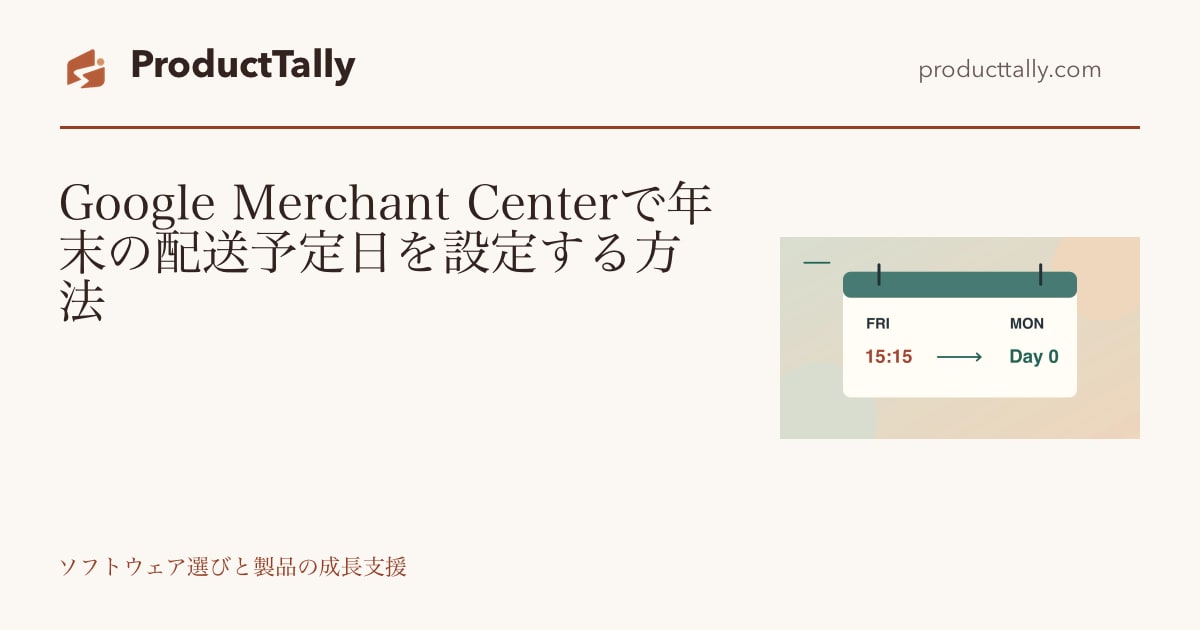 ProductTally
producttally.com
Google Merchant Centerで年
末の配送予定日を設定する方
法
FRI
MON
15:15
Day 0
ソフトウェア選びと製品の成長支援